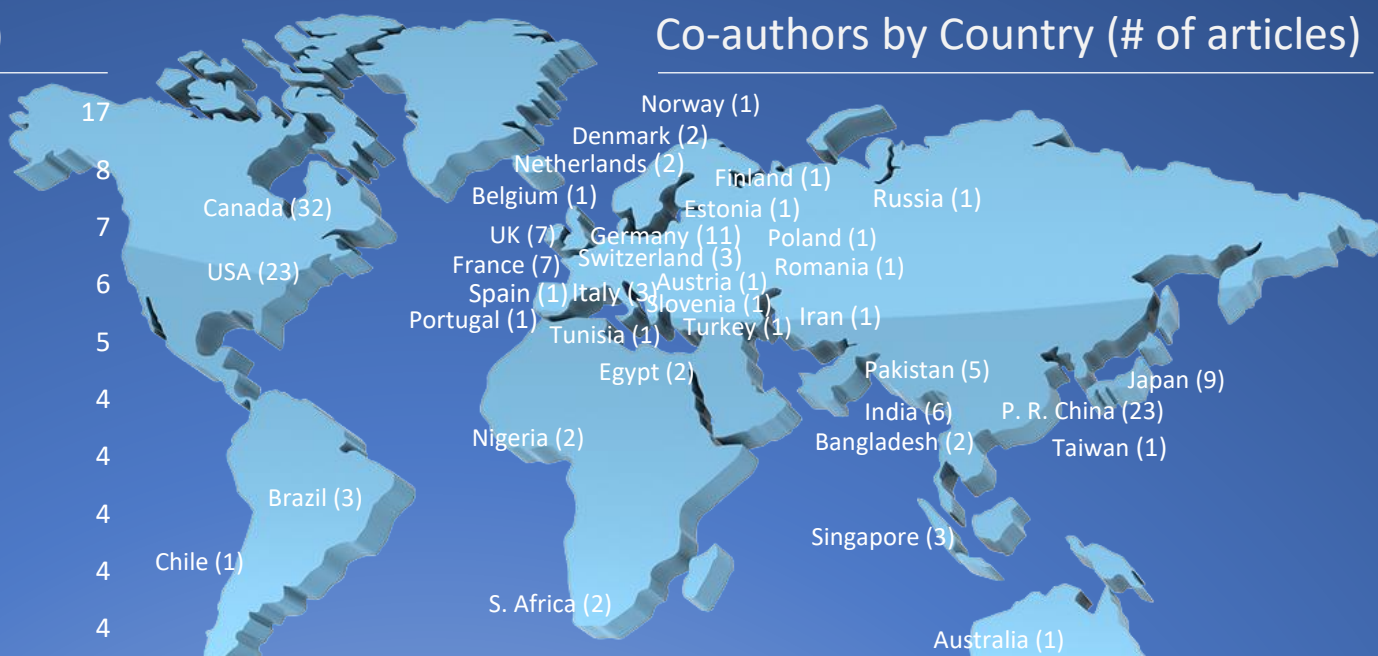 )
17
8
7
6
5
4
4
4
4
4
Co-authors by Country (# of articles)
Norway (1)
Denmark (2)
Netherlands (2)
Finland (1)
Belgium (1)
Russia (1)
Canada (32)
Estonia (1)
UK (7)
Germany (11)
Poland (1)
Switzerland (3)
France (7)
Romania (1)
USA (23)
Austria (1)
Spain (1)
Italy (3)
Slovenia (1)
Portugal (1)
Iran (1)
Turkey (1)
Tunisia (1)
Egypt (2)
Pakistan (5)
Japan (9)
India (6)
P. R. China (23)
Nigeria (2)
Bangladesh (2)
Taiwan (1)
Brazil (3)
Singapore (3)
Chile (1)
S. Africa (2)
Australia (1)